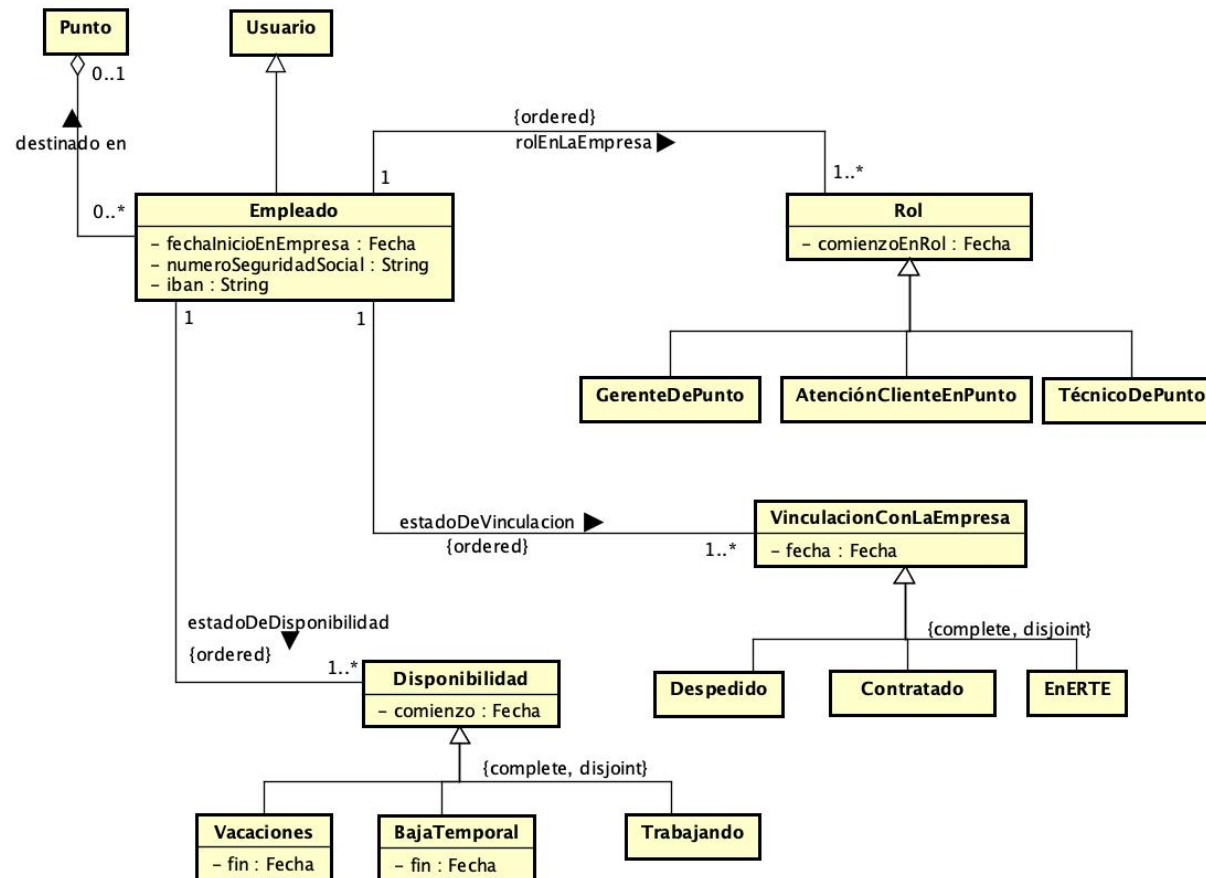 Punto
Usuario
0..1
{ordered}
destinado en
rolEnLaEmpresa
1
1..*
0..*
Empleado
- fechaInicioEnEmpresa : Fecha
- numeroSeguridadSocial : String
- iban : String
Rol
- comienzoEnRol : Fecha
1
1
GerenteDePunto
AtenciónClienteEnPunto
TécnicoDePunto
estadoDeVinculacion
{ordered}
1..*
VinculacionConLaEmpresa
- fecha : Fecha
{complete, disjoint}
estadoDeDisponibilidad
{ordered}
1..*
Disponibilidad
- comienzo : Fecha
Despedido
Contratado
EnERTE
{complete, disjoint}
Vacaciones
- fin : Fecha
BajaTemporal
- fin : Fecha
Trabajando